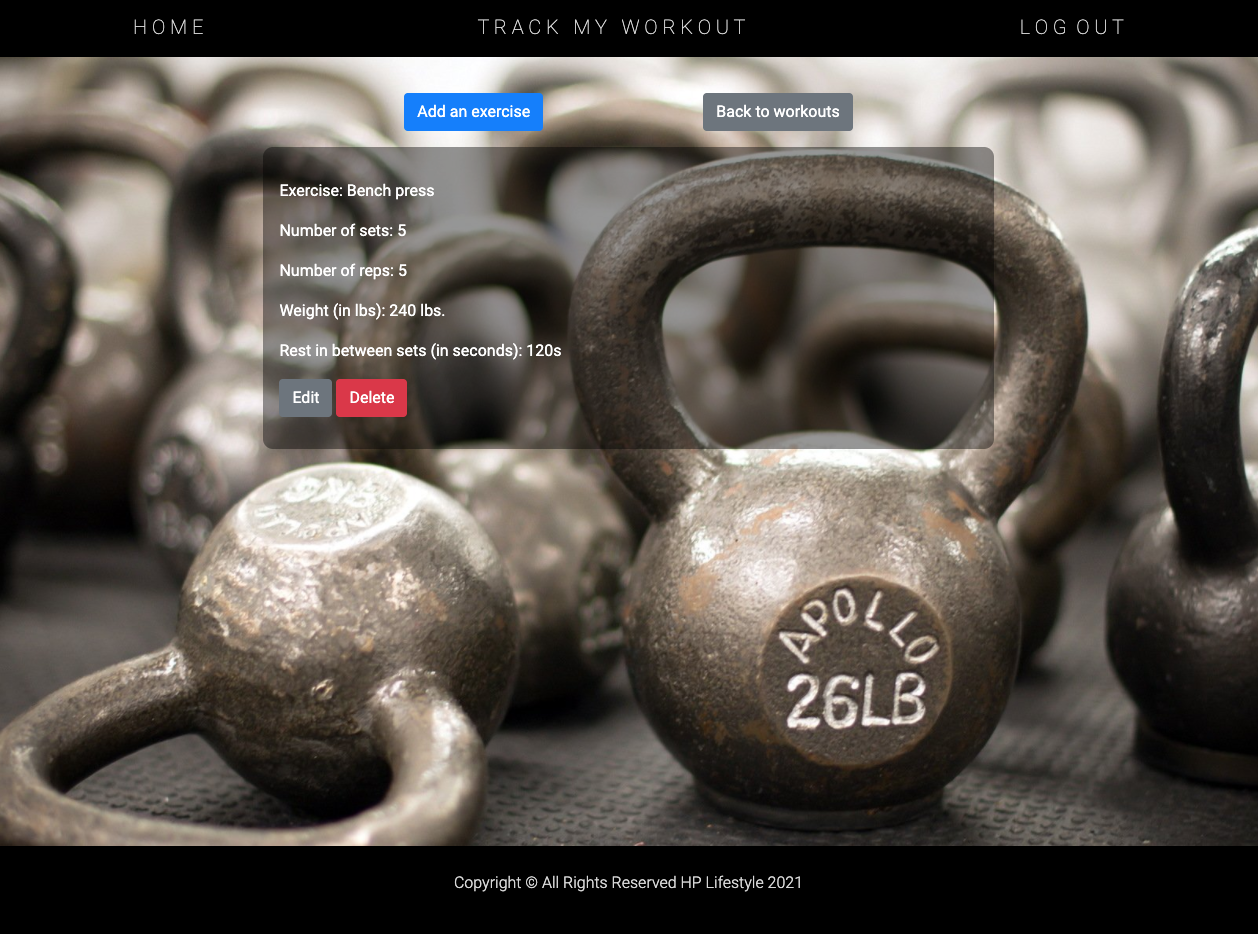 HOME
TRACK MY WORKOUT
LOG OUT
Add an exercise
Back to workouts
Exercise: Bench press
Number of sets: 5
Number of reps: 5
Weight (in lbs): 240 lbs.
Rest in between sets (in seconds): 120s
Edit
Delete
APOLLO
26LB
Copyright © All Rights Reserved HP Lifestyle 2021